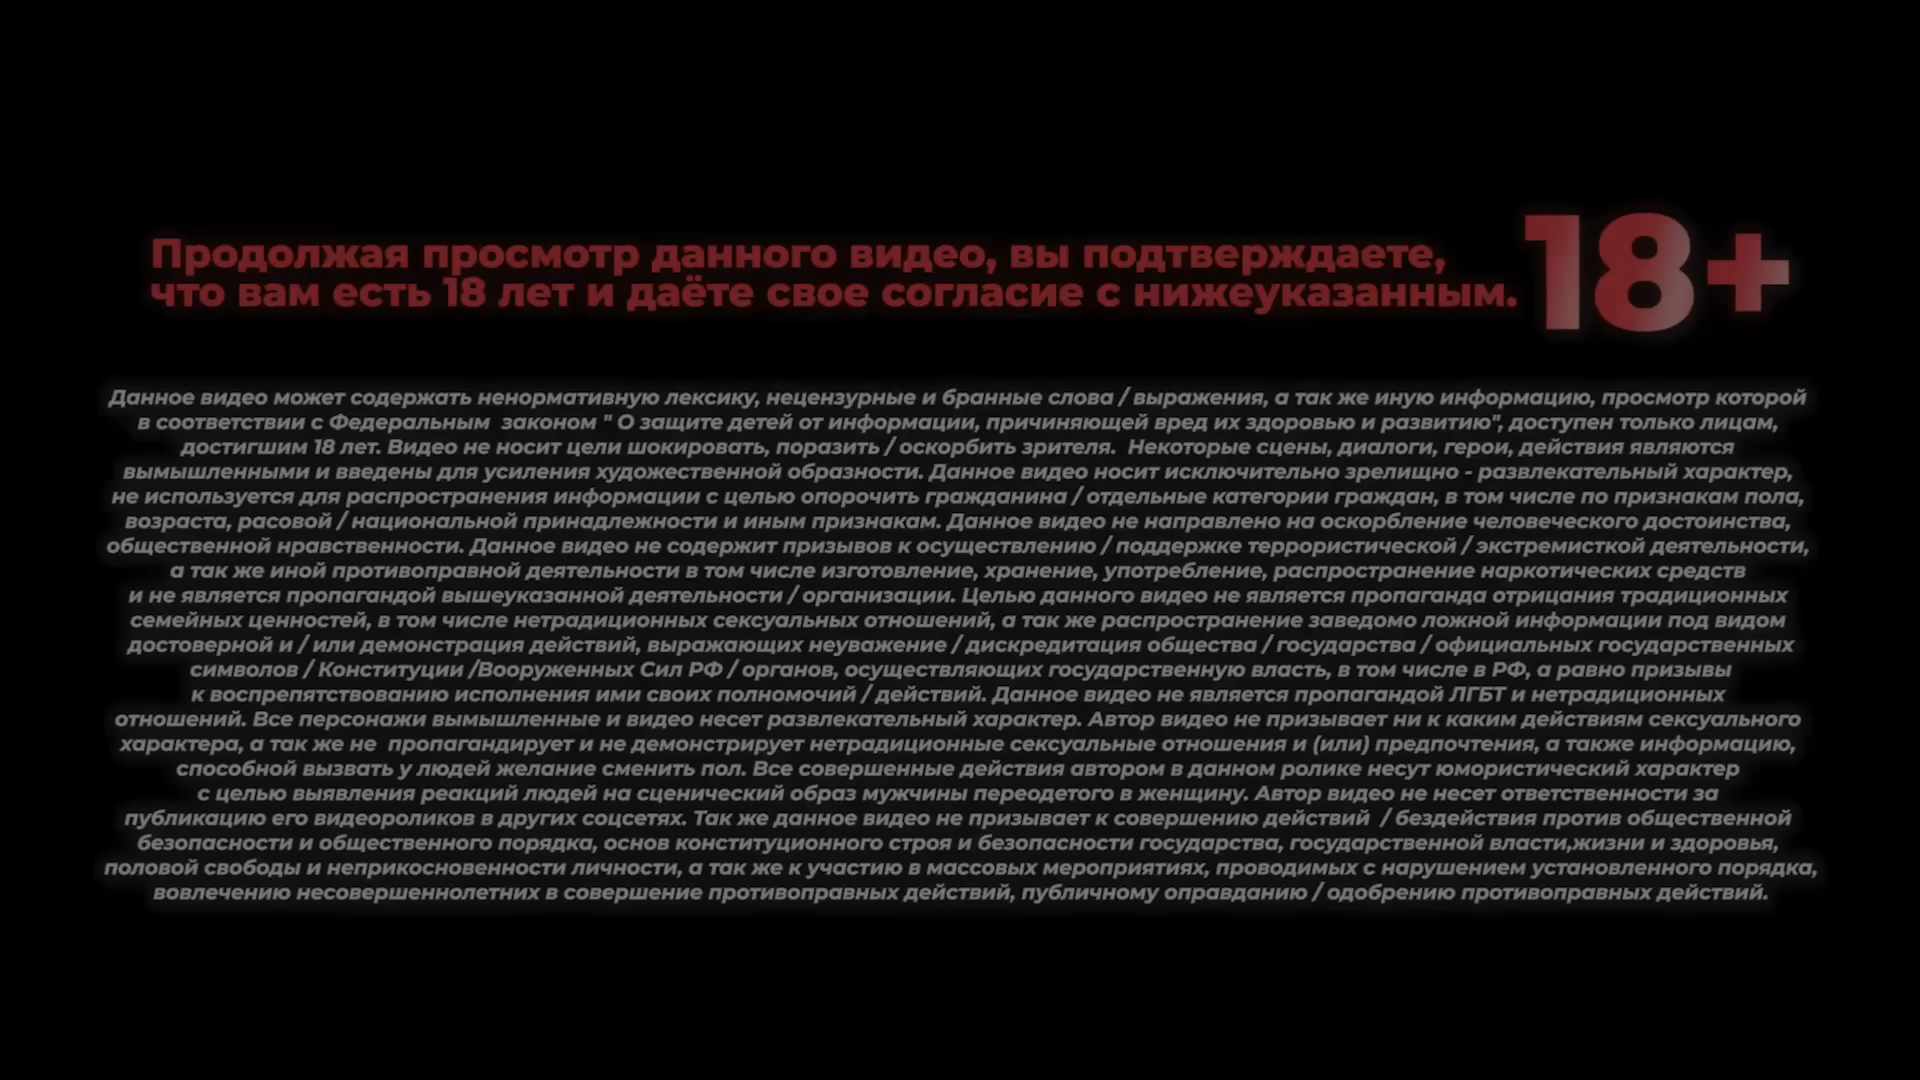 Продолжая просмотр данного видео, вы подтверждаете,
что вам есть 18 лет и даёте свое согласие с нижеуказанным.
18+
Данное видео может содержать ненормативную лексику, нецензурные и бранные слова / выражения, а так же иную информацию, просмотр которой
в соответствии с Федеральным законом " О защите детей от информации, причиняющей вред их здоровью и развитию", доступен только лицам,
достигшим 18 лет. Видео не носит цели шокировать, поразить / оскорбить зрителя. Некоторые сцены, диалоги, герои, действия являются
вымышленными и введены для усиления художественной образности. Данное видео носит исключительно зрелищно - развлекательный характер,
не используется для распространения информации с целью опорочить гражданина / отдельные категории граждан, в том числе по признакам пола,
возраста, расовой / национальной принадлежности и иным признакам. Данное видео не направлено на оскорбление человеческого достоинства,
общественной нравственности. Данное видео не содержит призывов к осуществлению / поддержке террористической / экстремисткой деятельности,
а так же иной противоправной деятельности в том числе изготовление, хранение, употребление, распространение наркотических средств
и не является пропагандой вышеуказанной деятельности / организации. Целью данного видео не является пропаганда отрицания традиционных
семейных ценностей, в том числе нетрадиционных сексуальных отношений, а так же распространение заведомо ложной информации под видом
достоверной и / или демонстрация действий, выражающих неуважение / дискредитация общества / государства / официальных государственных
символов / Конституции /Вооруженных Сил РФ / органов, осуществляющих государственную власть, в том числе в РФ, а равно призывы
к воспрепятствованию исполнения ими своих полномочий / действий. Данное видео не является пропагандой ЛГБТ и нетрадиционных
отношений. Все персонажи вымышленные и видео несет развлекательный характер. Автор видео не призывает ни к каким действиям сексуального
характера, а так же не пропагандирует и не демонстрирует нетрадиционные сексуальные отношения и (или) предпочтения, а также информацию,
способной вызвать у людей желание сменить пол. Все совершенные действия автором в данном ролике несут юмористический характер
с целью выявления реакций людей на сценический образ мужчины переодетого в женщину. Автор видео не несет ответственности за
публикацию его видеороликов в других соцсетях. Так же данное видео не призывает к совершению действий / бездействия против общественной
безопасности и общественного порядка, основ конституционного строя и безопасности государства, государственной власти,жизни и здоровья,
половой свободы и неприкосновенности личности, а так же к участию в массовых мероприятиях, проводимых с нарушением установленного порядка,
вовлечению несовершеннолетних в совершение противоправных действий, публичному оправданию / одобрению противоправных действий.